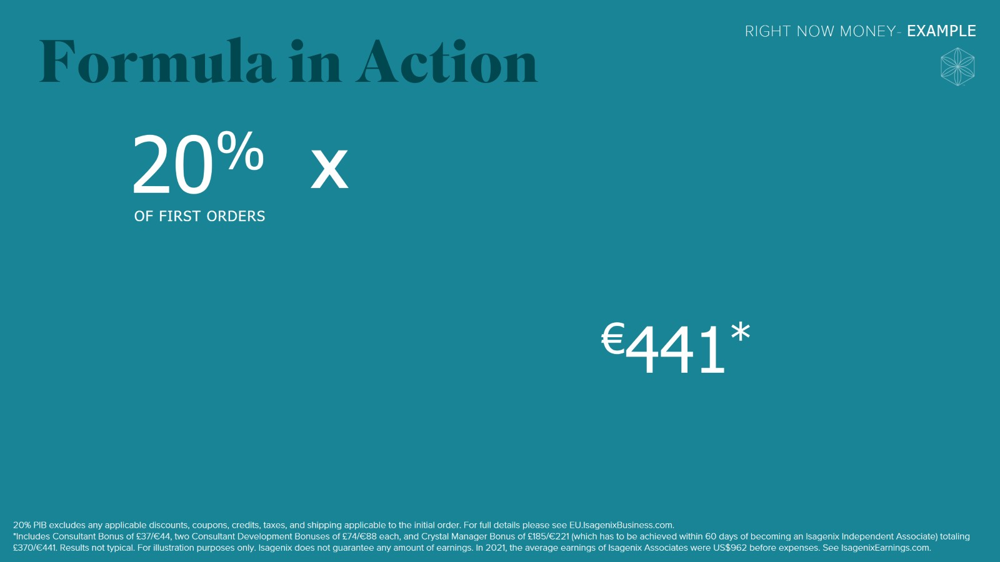 RIGHT NOW MONEY- EXAMPLE
Formula in Action
20% x
OF FIRST ORDERS
€441*
20% PIB excludes any applicable discounts, coupons, credits, taxes, and shipping applicable to the initial order. For full details please see EU.IsagenixBusiness.com.
*Includes Consultant Bonus of £37/€44, two Consultant Development Bonuses of £74/€88 each, and Crystal Manager Bonus of £185/€221 (which has to be achieved within 60 days of becoming an Isagenix Independent Associate) totaling
£370/€441. Results not typical. For illustration purposes only. Isagenix does not guarantee any amount of earnings. In 2021, the average earnings of Isagenix Associates were US$962 before expenses. See IsagenixEarnings.com.